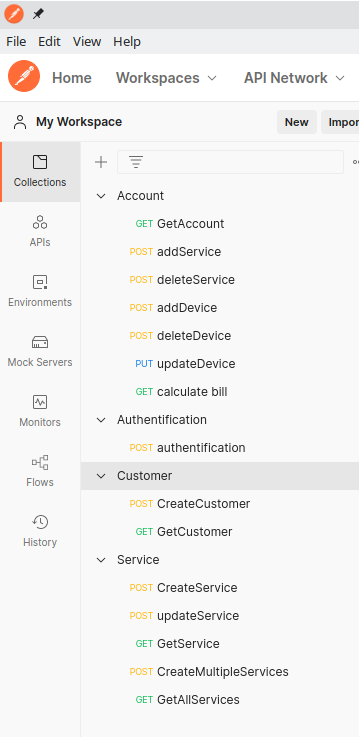 File Edit View Help
Home Workspaces API Network
My Workspace New Impor
Collections
APIs
Environments
Mock Servers
Monitors
Flows
History
Account
GET GetAccount
POST addService
POST deleteService
POST addDevice
POST deleteDevice
PUT updateDevice
GET calculate bill
Authentification
POST authentification
Customer
POST CreateCustomer
GET GetCustomer
Service
POST CreateService
POST updateService
GET GetService
POST CreateMultipleServices
GET GetAllServices